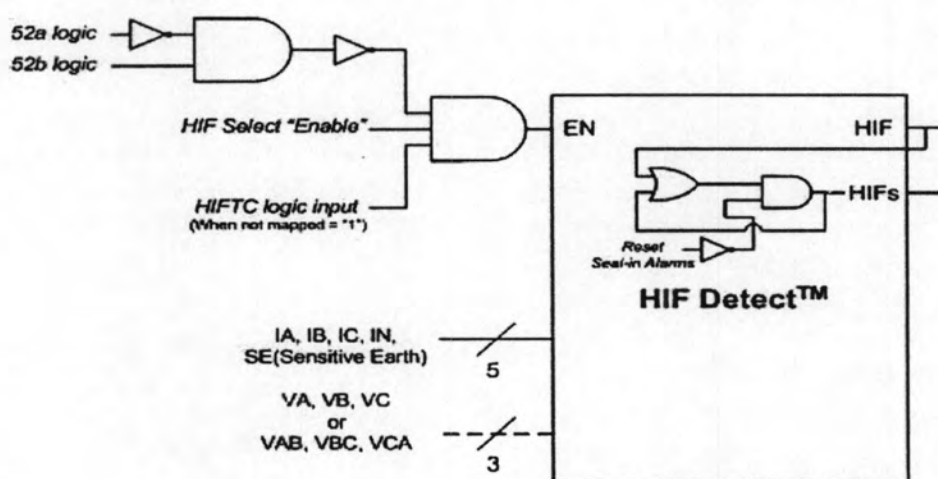 52a logic
52b logic
HIF Select "Enable"
HIFTC logic input
(When not mapped = "1")
EN
HIF
HIFs
Reset
Seal-in Alarms
HIF Detect™
IA, IB, IC, IN,
SE(Sensitive Earth)
5
VA, VB, VC
or
VAB, VBC, VCA
3